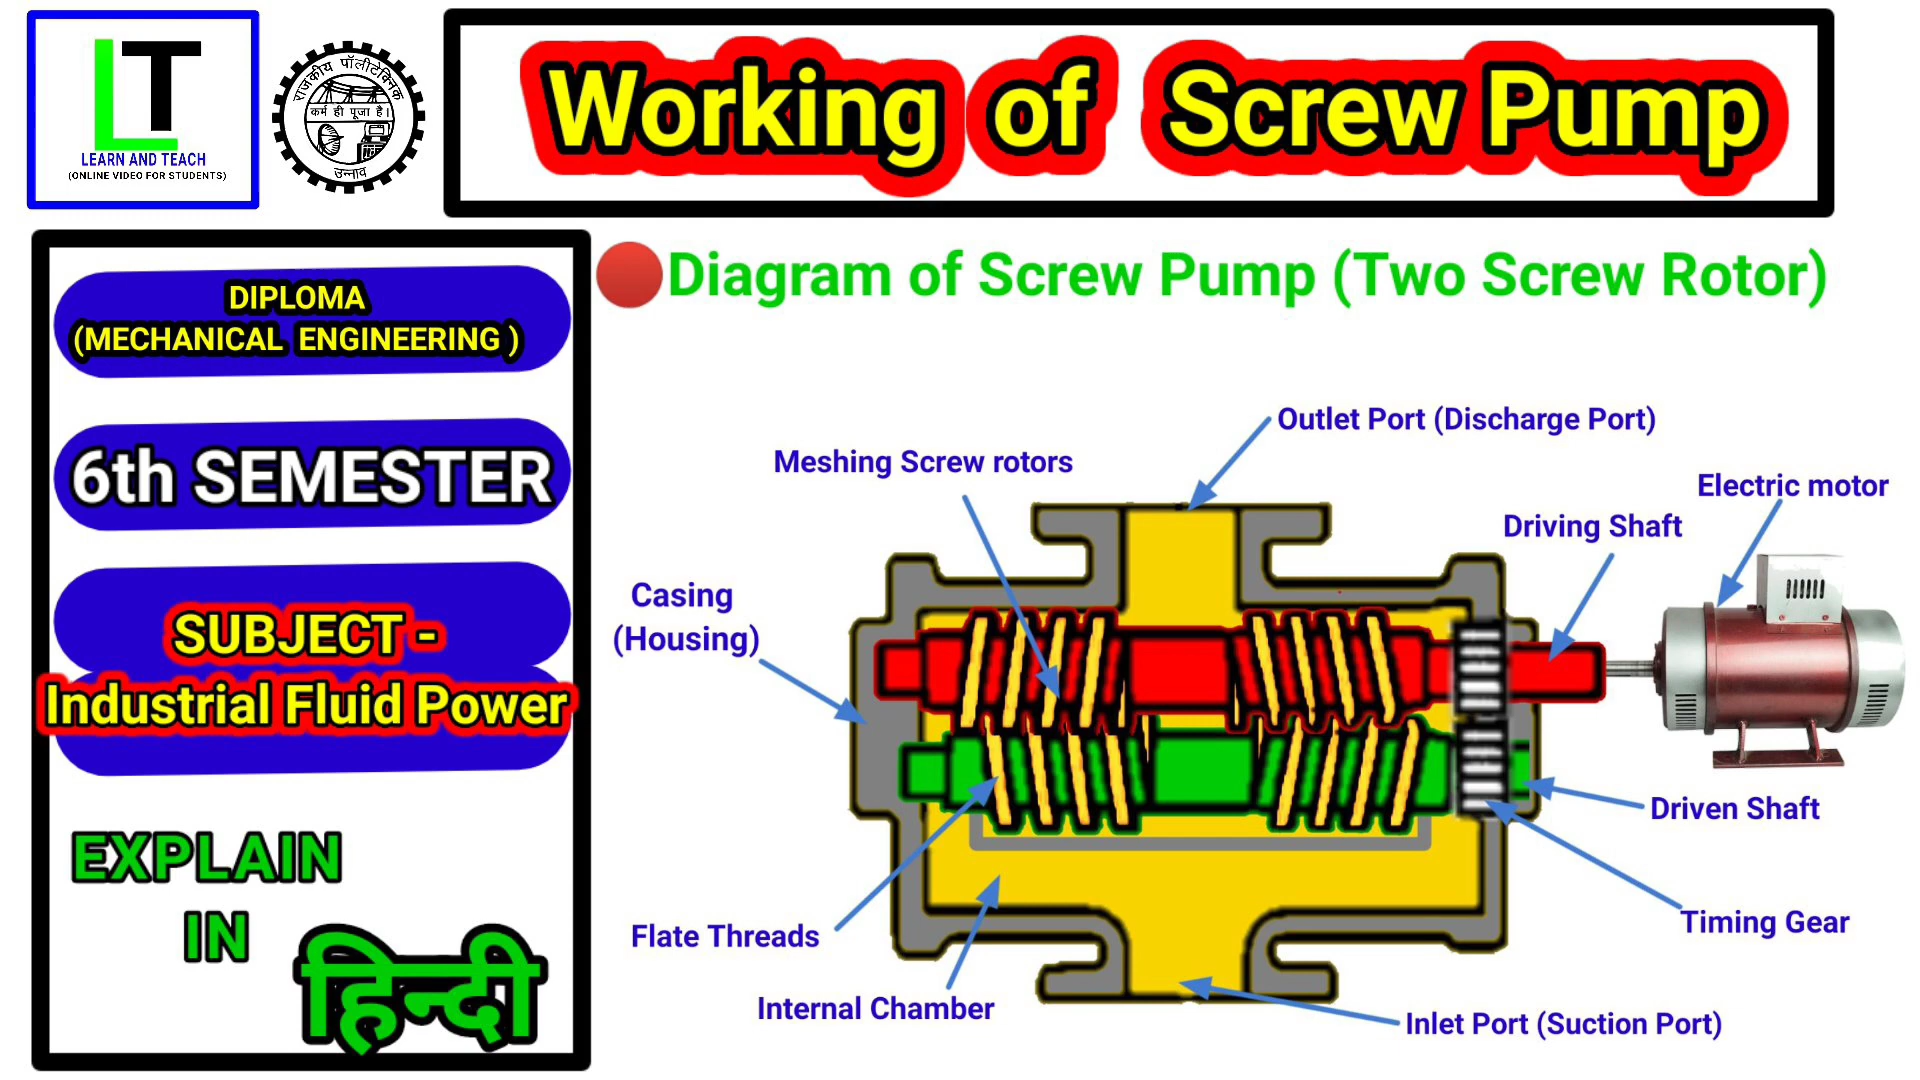 LT
LEARN AND TEACH
(ONLINE VIDEO FOR STUDENTS)
राजकीय पॉलीटेक्निक
कर्म ही पूजा है।
उन्नाव
Working of Screw Pump
DIPLOMA
(MECHANICAL ENGINEERING )
6th SEMESTER
SUBJECT -
Industrial Fluid Power
EXPLAIN
IN
हिन्दी
Diagram of Screw Pump (Two Screw Rotor)
Outlet Port (Discharge Port)
Meshing Screw rotors
Electric motor
Driving Shaft
Casing
(Housing)
Driven Shaft
Timing Gear
Flate Threads
Internal Chamber
Inlet Port (Suction Port)